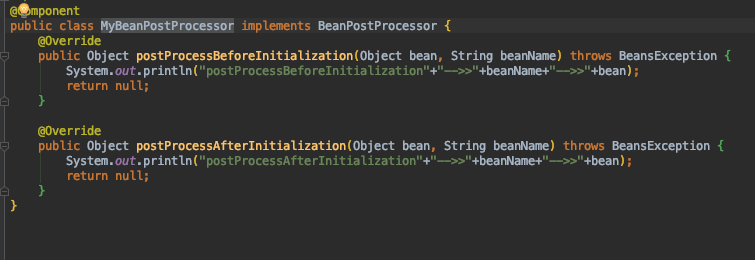 @Component
public class MyBeanPostProcessor implements BeanPostProcessor {
@Override
public Object postProcessBeforeInitialization(Object bean, String beanName) throws BeansException {
System.out.println("postProcessBeforeInitialization"+"-->>"+beanName+"-->>"+bean);
return null;
}
@Override
public Object postProcessAfterInitialization(Object bean, String beanName) throws BeansException {
System.out.println("postProcessAfterInitialization"+"-->>"+beanName+"-->>"+bean);
return null;
}
}